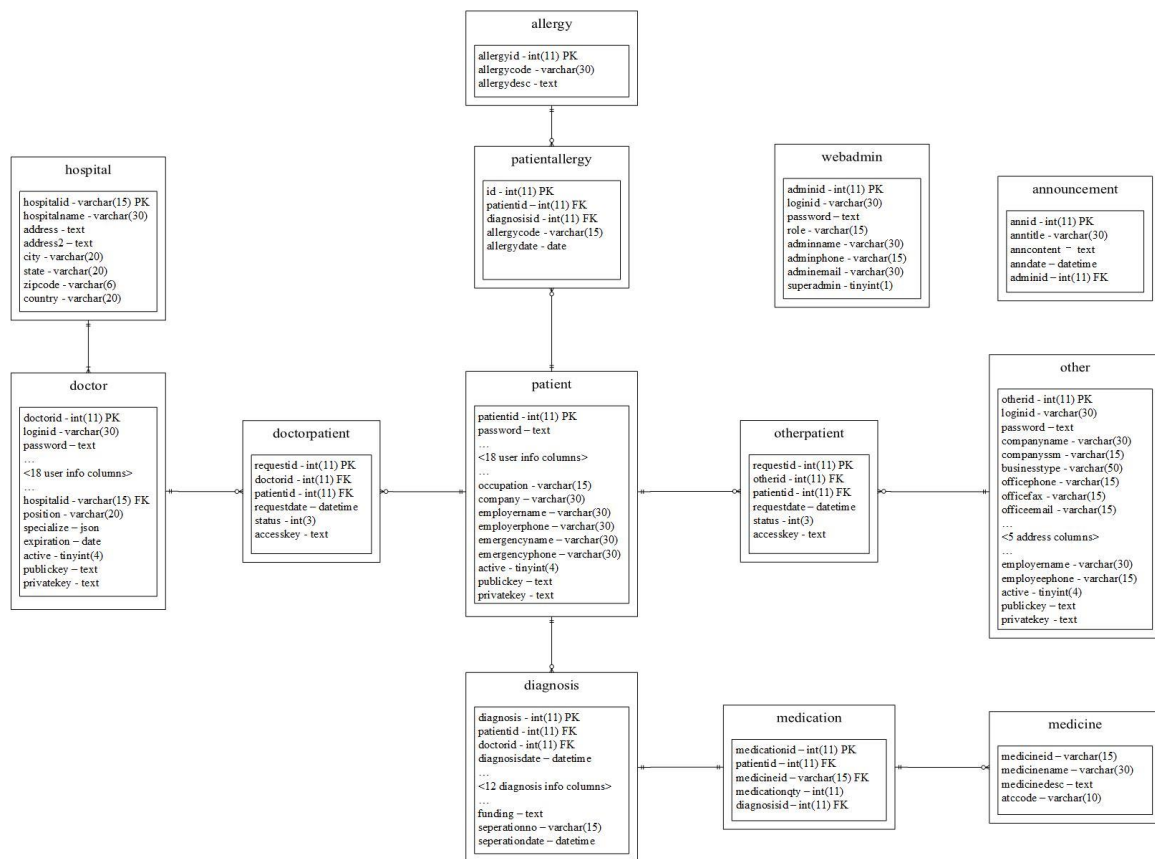 allergy
allergyid - int(11) PK
allergycode - varchar(30)
allergydesc - text
hospital
hospitalid - varchar(15) PK
hospitalname - varchar(30)
address - text
address2 – text
city - varchar(20)
state - varchar(20)
zipcode - varchar(6)
country - varchar(20)
patientallergy
id - int(11) PK
patientid – int(11) FK
diagnosisid - int(11) FK
allergycode - varchar(15)
allergydate - date
webadmin
adminid - int(11) PK
loginid - varchar(30)
password - text
role - varchar(15)
adminname - varchar(30)
adminphone - varchar(15)
adminemail - varchar(30)
superadmin - tinyint(1)
announcement
annid - int(11) PK
anntitle - varchar(30)
anncontent – text
anndate – datetime
adminid – int(11) FK
doctor
doctorid - int(11) PK
loginid - varchar(30)
password – text
…
<18 user info columns>
…
hospitalid - varchar(15) FK
position - varchar(20)
specialize – json
expiration – date
active - tinyint(4)
publickey – text
privatekey - text
doctorpatient
requestid - int(11) PK
doctorid - int(11) FK
patientid - int(11) FK
requestdate – datetime
status - int(3)
accesskey - text
patient
patientid - int(11) PK
password – text
…
<18 user info columns>
…
occupation - varchar(15)
company – varchar(30)
employername – varchar(30)
employerphone – varchar(30)
emergencyname – varchar(30)
emergencyphone – varchar(30)
active – tinyint(4)
publickey – text
privatekey - text
otherpatient
requestid - int(11) PK
otherid - int(11) FK
patientid - int(11) FK
requestdate - datetime
status - int(3)
accesskey - text
other
otherid - int(11) PK
loginid - varchar(30)
password - text
companyname - varchar(30)
companyssm - varchar(15)
businesstype - varchar(50)
officephone - varchar(15)
officefax - varchar(15)
officeemail - varchar(15)
…
<5 address columns>
…
employername - varchar(30)
employeephone - varchar(15)
active - tinyint(4)
publickey - text
privatekey - text
diagnosis
diagnosis - int(11) PK
patientid - int(11) FK
doctorid - int(11) FK
diagnosisdate - datetime
…
<12 diagnosis info columns>
…
funding – text
seperationno – varchar(15)
seperationdate – datetime
medication
medicationid - int(11) PK
patientid – int(11) FK
medicineid – varchar(15) FK
medicationqty – int(11)
diagnosisid – int(11) FK
medicine
medicineid – varchar(15)
medicinename – varchar(30)
medicinedesc – text
atccode – varchar(10)